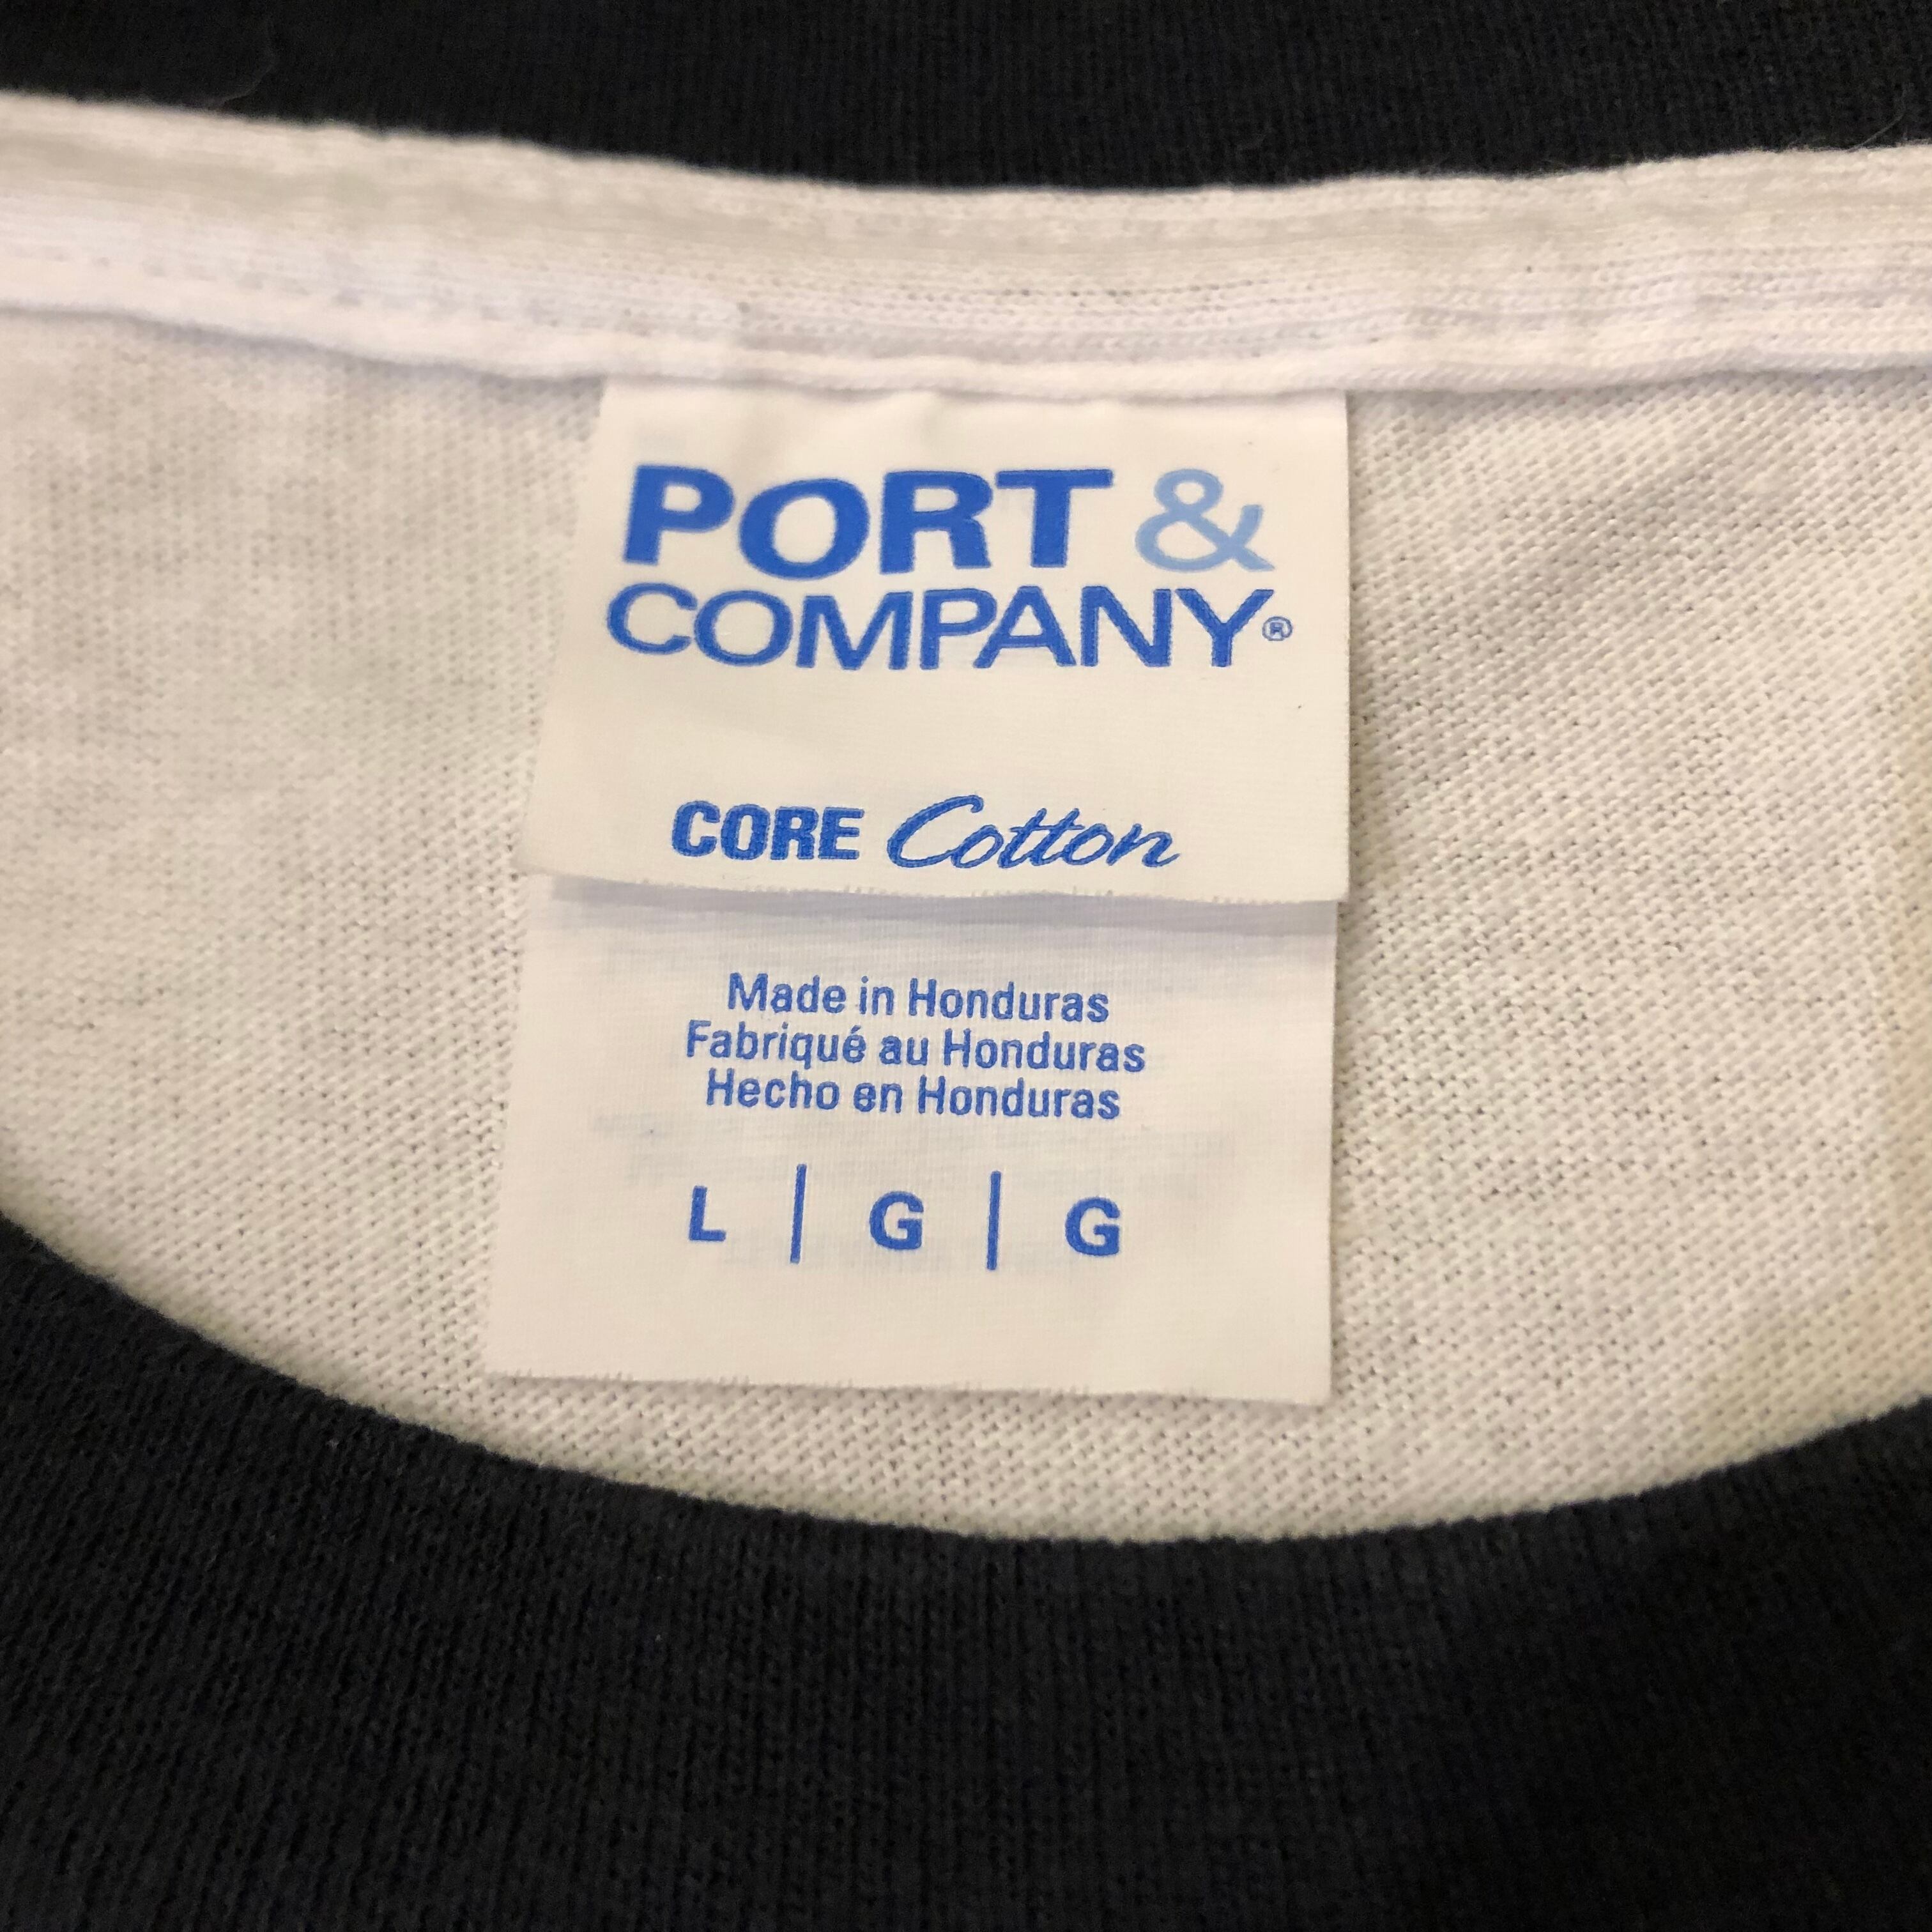 PORT &
COMPANY®
CORE Cotton
Made in Honduras
Fabriqué au Honduras
Hecho en Honduras
L | G | G